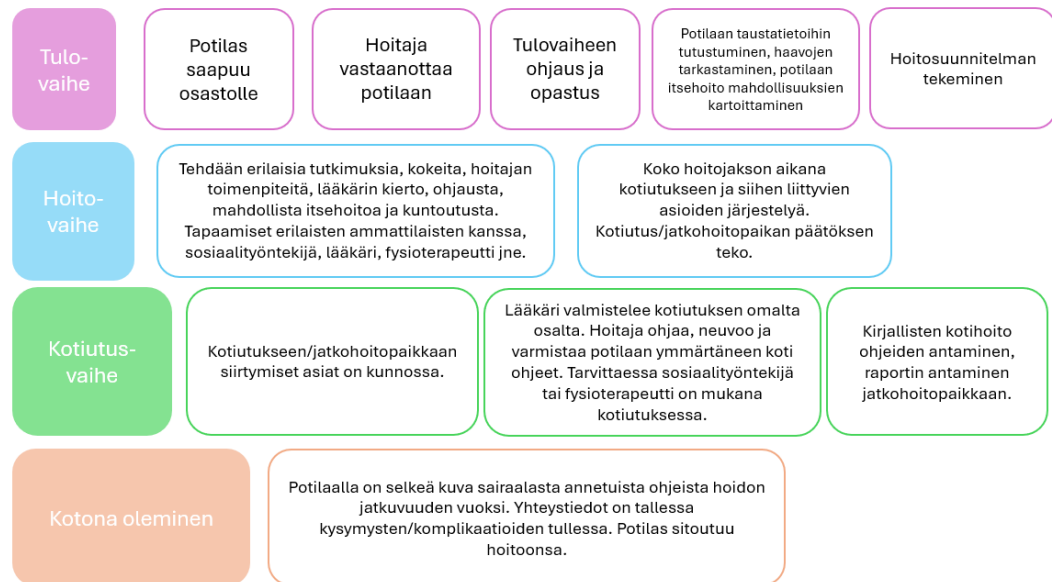 Tulo-
vaihe
Potilas
saapuu
osastolle
Hoitaja
vastaanottaa
potilaan
Tulovaiheen
ohjaus ja
opastus
Potilaan taustatietoihin
tutustuminen, haavojen
tarkastaminen, potilaan
itsehoito mahdollisuuksien
kartoittaminen
Hoitosuunnitelman
tekeminen
Hoito-
vaihe
Tehdään erilaisia tutkimuksia, kokeita, hoitajan
toimenpiteitä, lääkärin kierto, ohjausta,
mahdollista itsehoitoa ja kuntoutusta.
Tapaamiset erilaisten ammattilaisten kanssa,
sosiaalityöntekijä, lääkäri, fysioterapeutti jne.
Koko hoitojakson aikana
kotiutukseen ja siihen liittyvien
asioiden järjestelyä.
Kotiutus/jatkohoitopaikan päätöksen
teko.
Kotiutus-
vaihe
Kotiutukseen/jatkohoitopaikkaan
siirtymiset asiat on kunnossa.
Lääkäri valmistelee kotiutuksen omalta
osalta. Hoitaja ohjaa, neuvoo ja
varmistaa potilaan ymmärtäneen koti
ohjeet. Tarvittaessa sosiaalityöntekijä
tai fysioterapeutti on mukana
kotiutuksessa.
Kirjallisten kotihoito
ohjeiden antaminen,
raportin antaminen
jatkohoitopaikkaan.
Kotona oleminen
Potilaalla on selkeä kuva sairaalasta annetuista ohjeista hoidon
jatkuvuuden vuoksi. Yhteystiedot on tallessa
kysymysten/komplikaatioiden tullessa. Potilas sitoutuu
hoitoonsa.